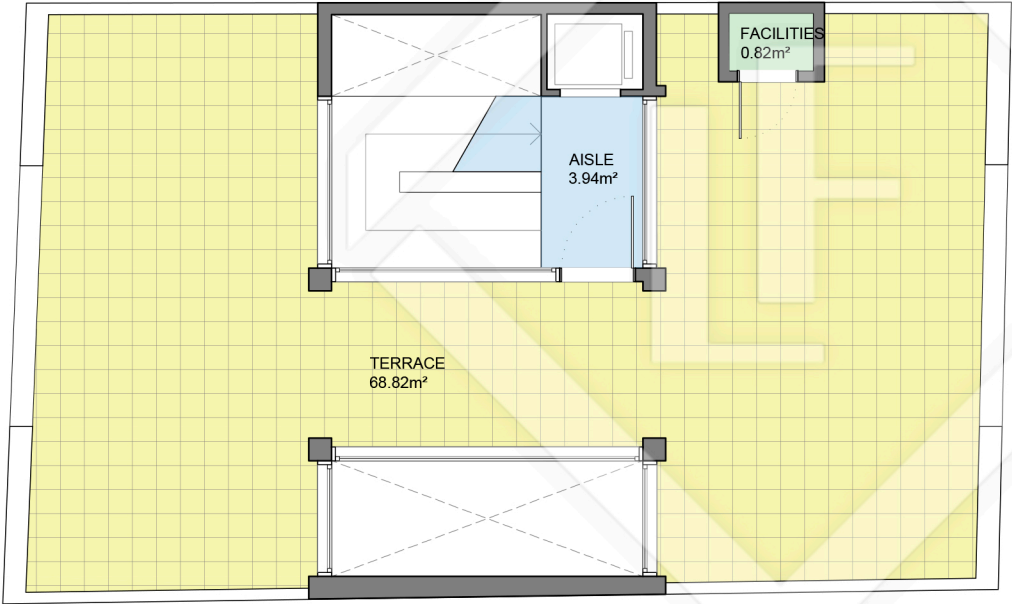 FACILITIES
0.82m²
AISLE
3.94m²
TERRACE
68.82m²